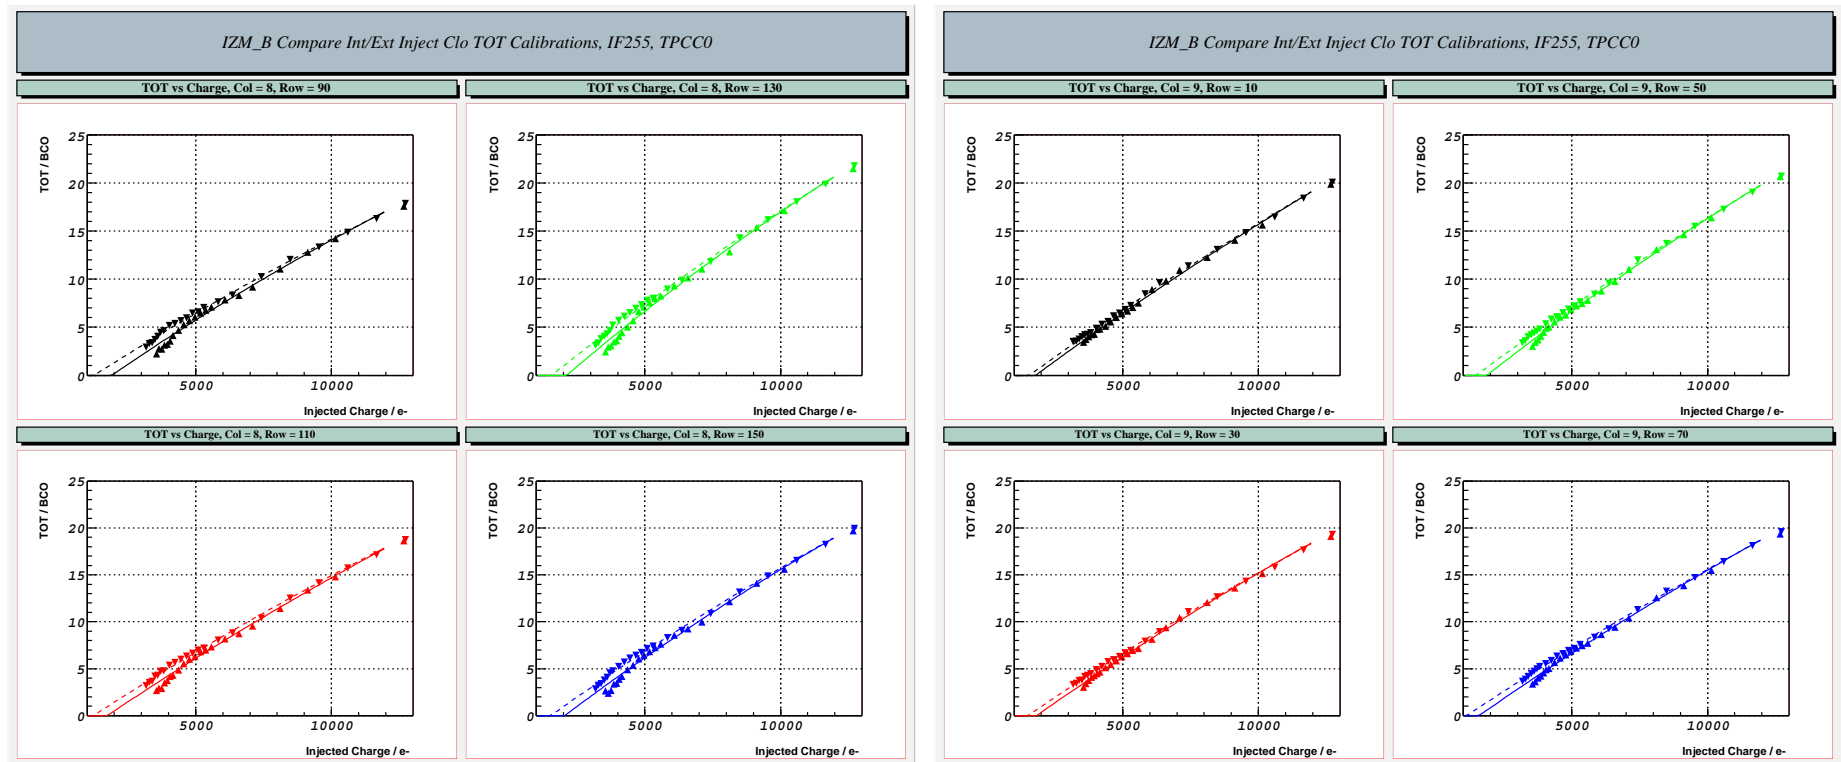 IZM_B Compare Int/Ext Inject Clo TOT Calibrations, IF255, TPCC0
TOT vs Charge, Col = 8, Row = 90
TOT / BCO
25
20
15
10
5
0
5000
10000
Injected Charge / e-
TOT vs Charge, Col = 8, Row = 130
TOT / BCO
25
20
15
10
5
0
5000
10000
Injected Charge / e-
TOT vs Charge, Col = 8, Row = 110
TOT / BCO
25
20
15
10
5
0
5000
10000
Injected Charge / e-
TOT vs Charge, Col = 8, Row = 150
TOT / BCO
25
20
15
10
5
0
5000
10000
Injected Charge / e-
IZM_B Compare Int/Ext Inject Clo TOT Calibrations, IF255, TPCC0
TOT vs Charge, Col = 9, Row = 10
TOT / BCO
25
20
15
10
5
0
5000
10000
Injected Charge / e-
TOT vs Charge, Col = 9, Row = 50
TOT / BCO
25
20
15
10
5
0
5000
10000
Injected Charge / e-
TOT vs Charge, Col = 9, Row = 30
TOT / BCO
25
20
15
10
5
0
5000
10000
Injected Charge / e-
TOT vs Charge, Col = 9, Row = 70
TOT / BCO
25
20
15
10
5
0
5000
10000
Injected Charge / e-